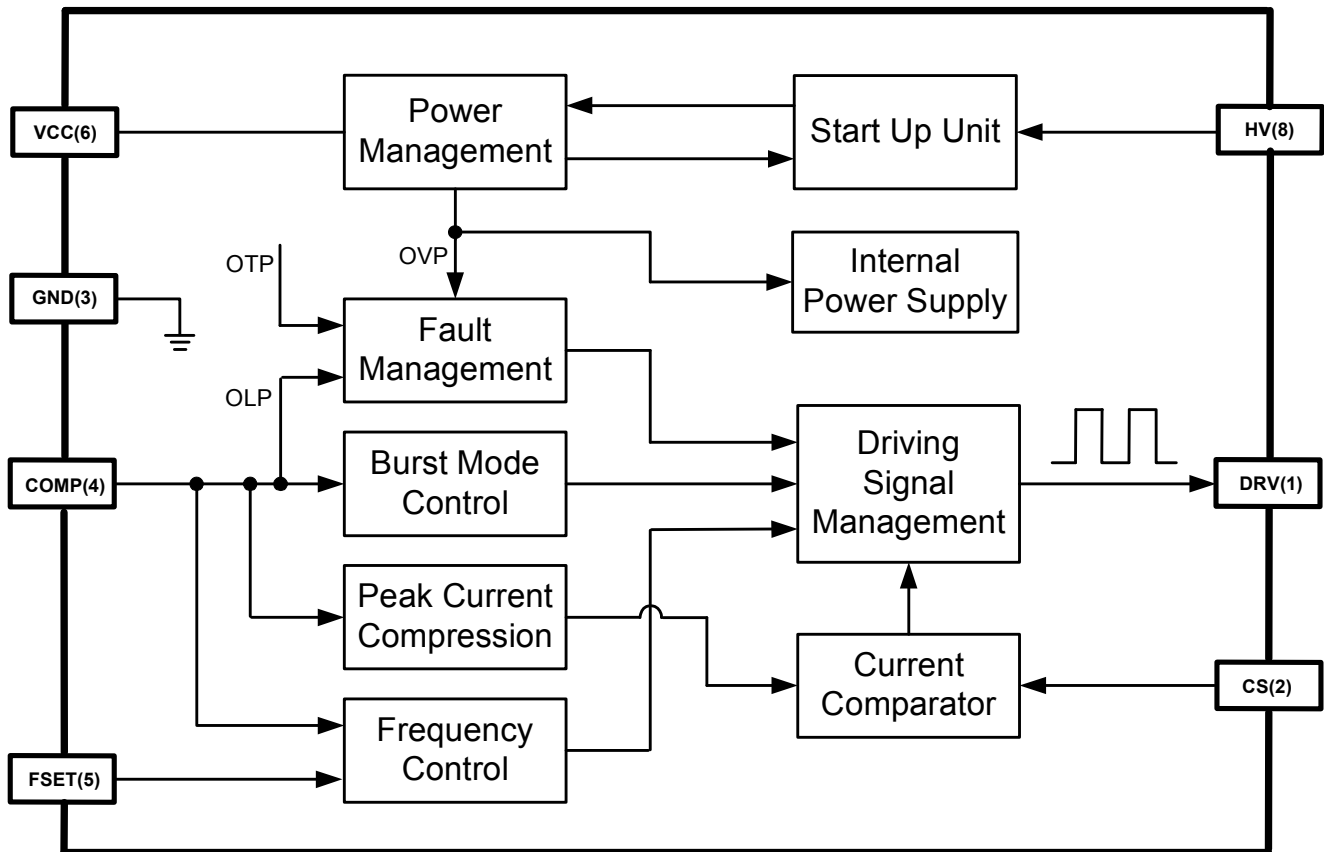 Power
Management
Start Up Unit
VCC(6)
HV(8)
OTP
OVP
Internal
Power Supply
GND(3)
Fault
Management
OLP
COMP(4)
Burst Mode
Control
Driving
Signal
Management
DRV(1)
Peak Current
Compression
Current
Comparator
CS(2)
Frequency
Control
FSET(5)